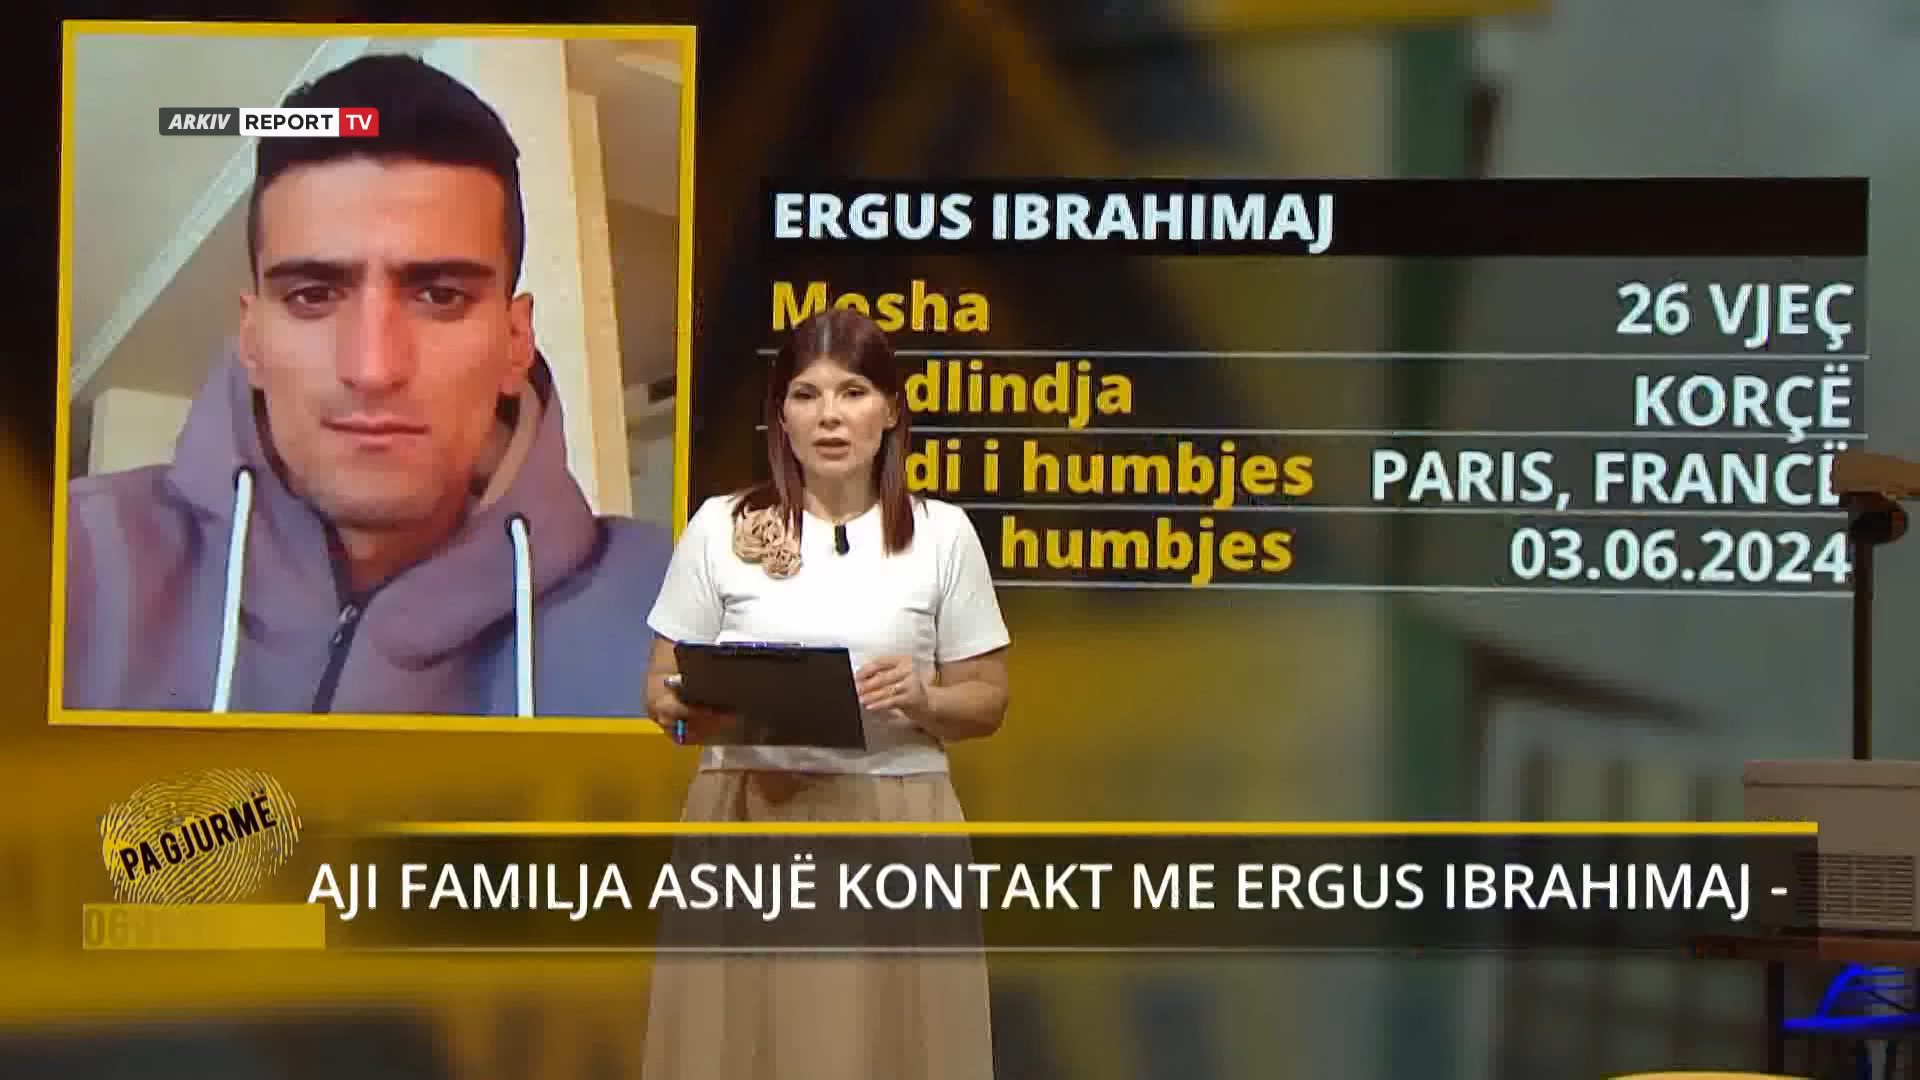 ARKIV REPORT TV
ERGUS IBRAHIMAJ
Mosha 26 VJEÇ
dlindja KORÇË
di i humbjes PARIS, FRANCË
humbjes 03.06.2024
PA GJURMË
AJI FAMILJA ASNJË KONTAKT ME ERGUS IBRAHIMAJ -